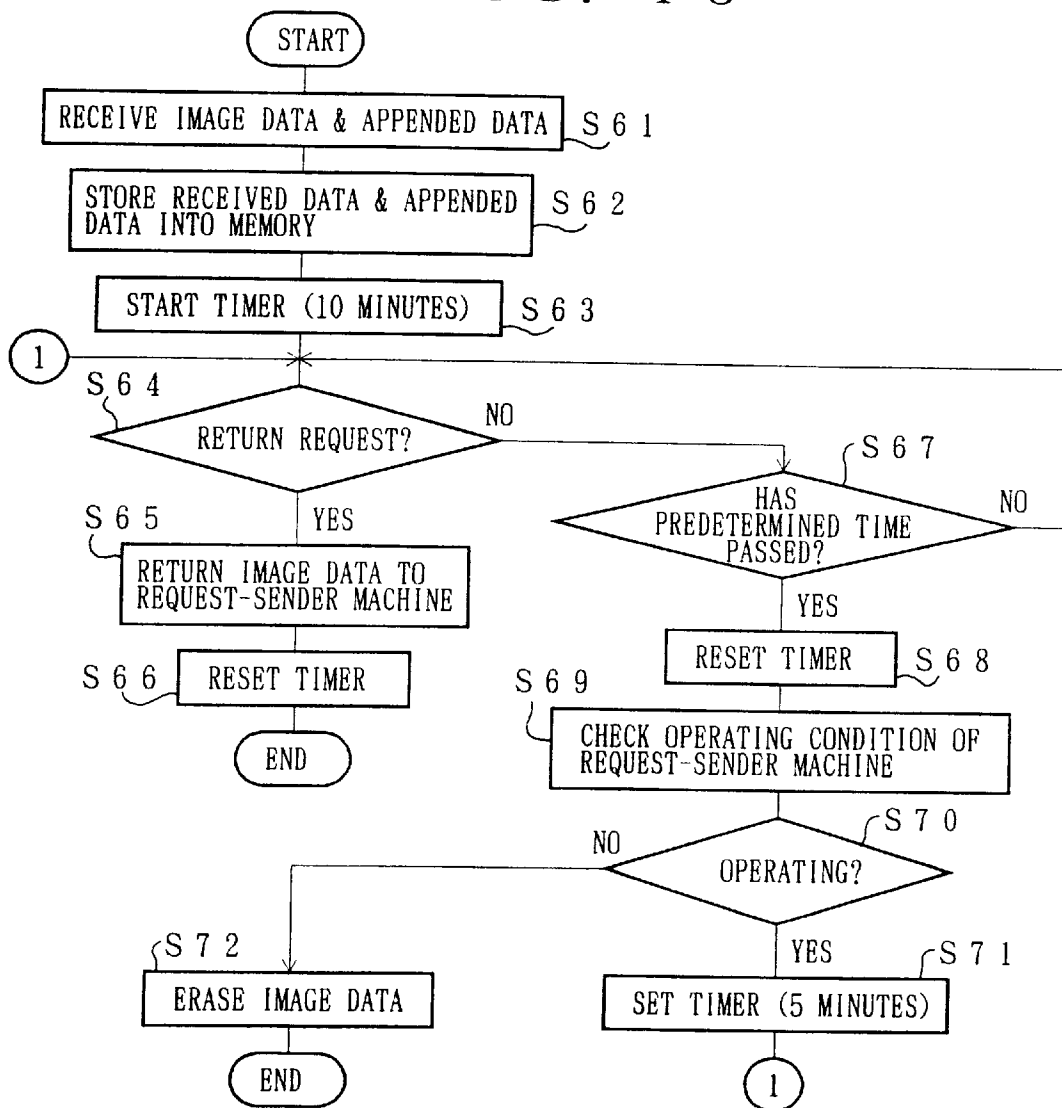 START
RECEIVE IMAGE DATA & APPENDED DATA
S61
STORE RECEIVED DATA & APPENDED
DATA INTO MEMORY
S62
START TIMER (10 MINUTES)
S63
1
S64
RETURN REQUEST?
NO
YES
S65
RETURN IMAGE DATA TO
REQUEST-SENDER MACHINE
S66
RESET TIMER
END
S67
HAS
PREDETERMINED TIME
PASSED?
NO
YES
RESET TIMER
S68
S69
CHECK OPERATING CONDITION OF
REQUEST-SENDER MACHINE
S70
OPERATING?
NO
YES
S72
ERASE IMAGE DATA
END
S71
SET TIMER (5 MINUTES)
1